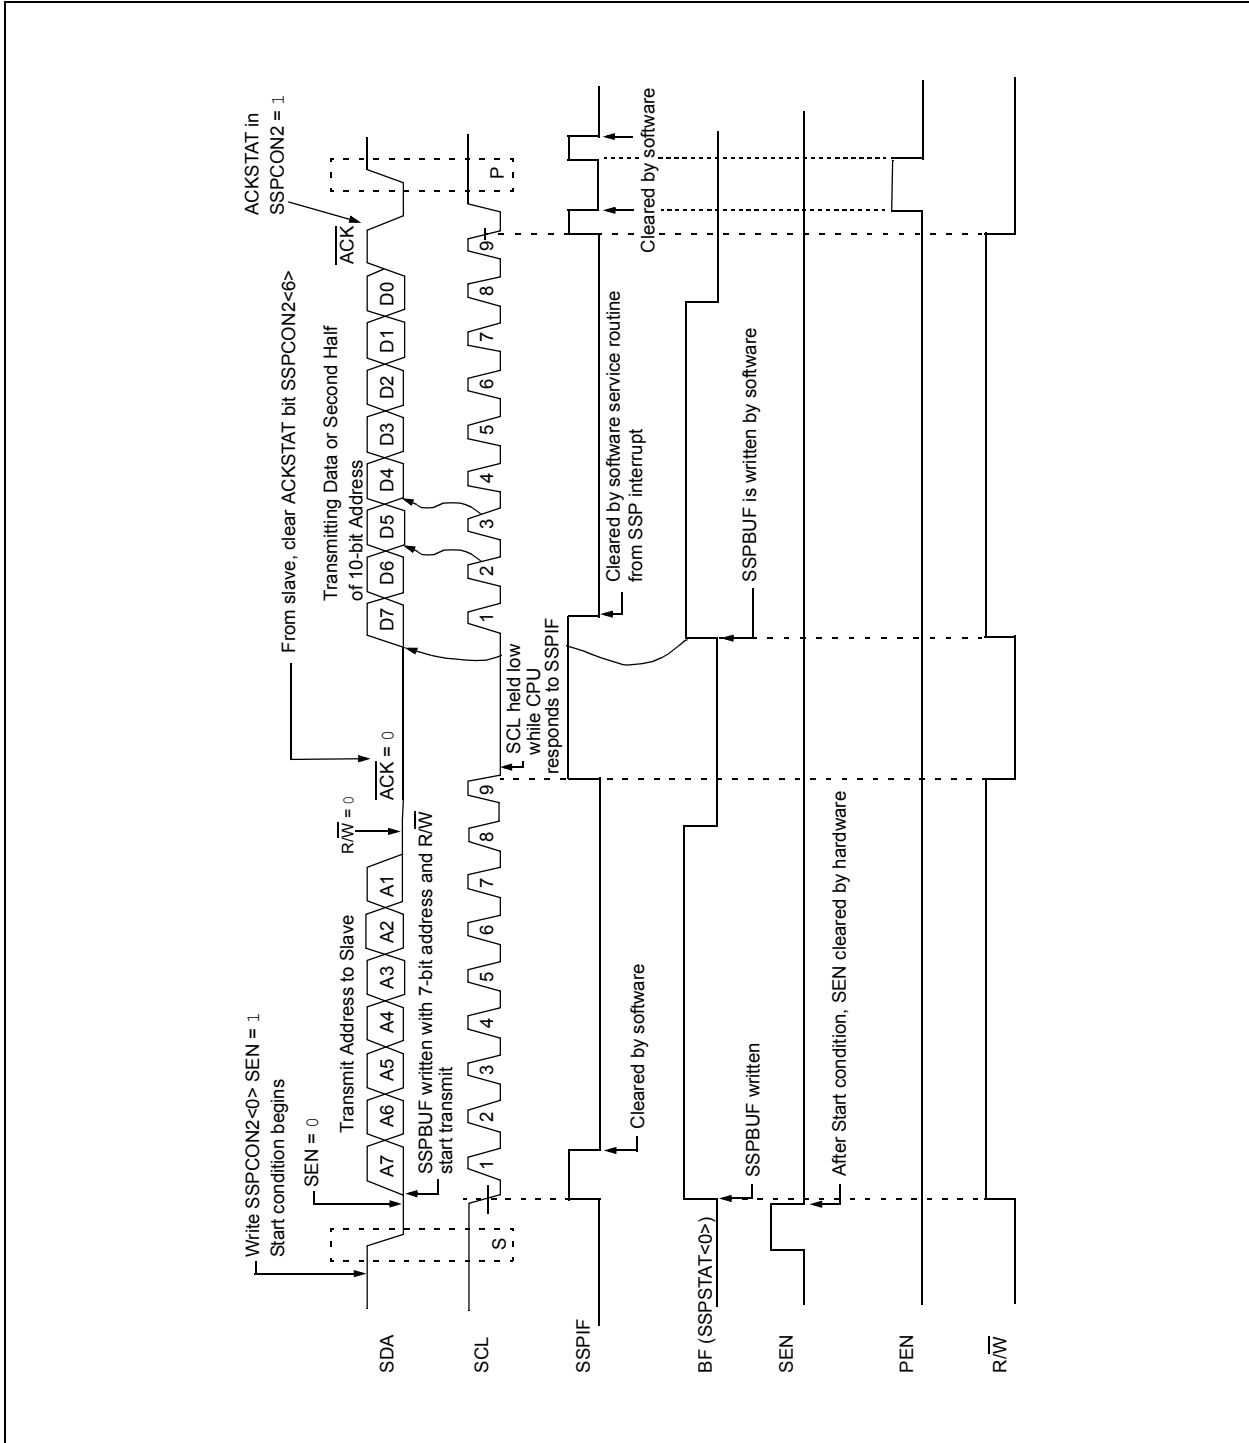 Write SSPCON2<0> SEN = 1
Start condition begins
SEN = 0
Transmit Address to Slave
R/W = 0
ACK = 0
From slave, clear ACKSTAT bit SSPCON2<6>
Transmitting Data or Second Half
of 10-bit Address
ACK
ACKSTAT in
SSPCON2 = 1
SDA
A7 A6 A5 A4 A3 A2 A1
D7 D6 D5 D4 D3 D2 D1 D0
SSPBUF written with 7-bit address and R/W
start transmit
SCL
S
1 2 3 4 5 6 7 8 9
1 2 3 4 5 6 7 8 9
P
SCL held low
while CPU
responds to SSPIF
SSPIF
Cleared by software
Cleared by software service routine
from SSP interrupt
Cleared by software
BF (SSPSTAT<0>)
SSPBUF written
SSPBUF is written by software
SEN
After Start condition, SEN cleared by hardware
PEN
R/W